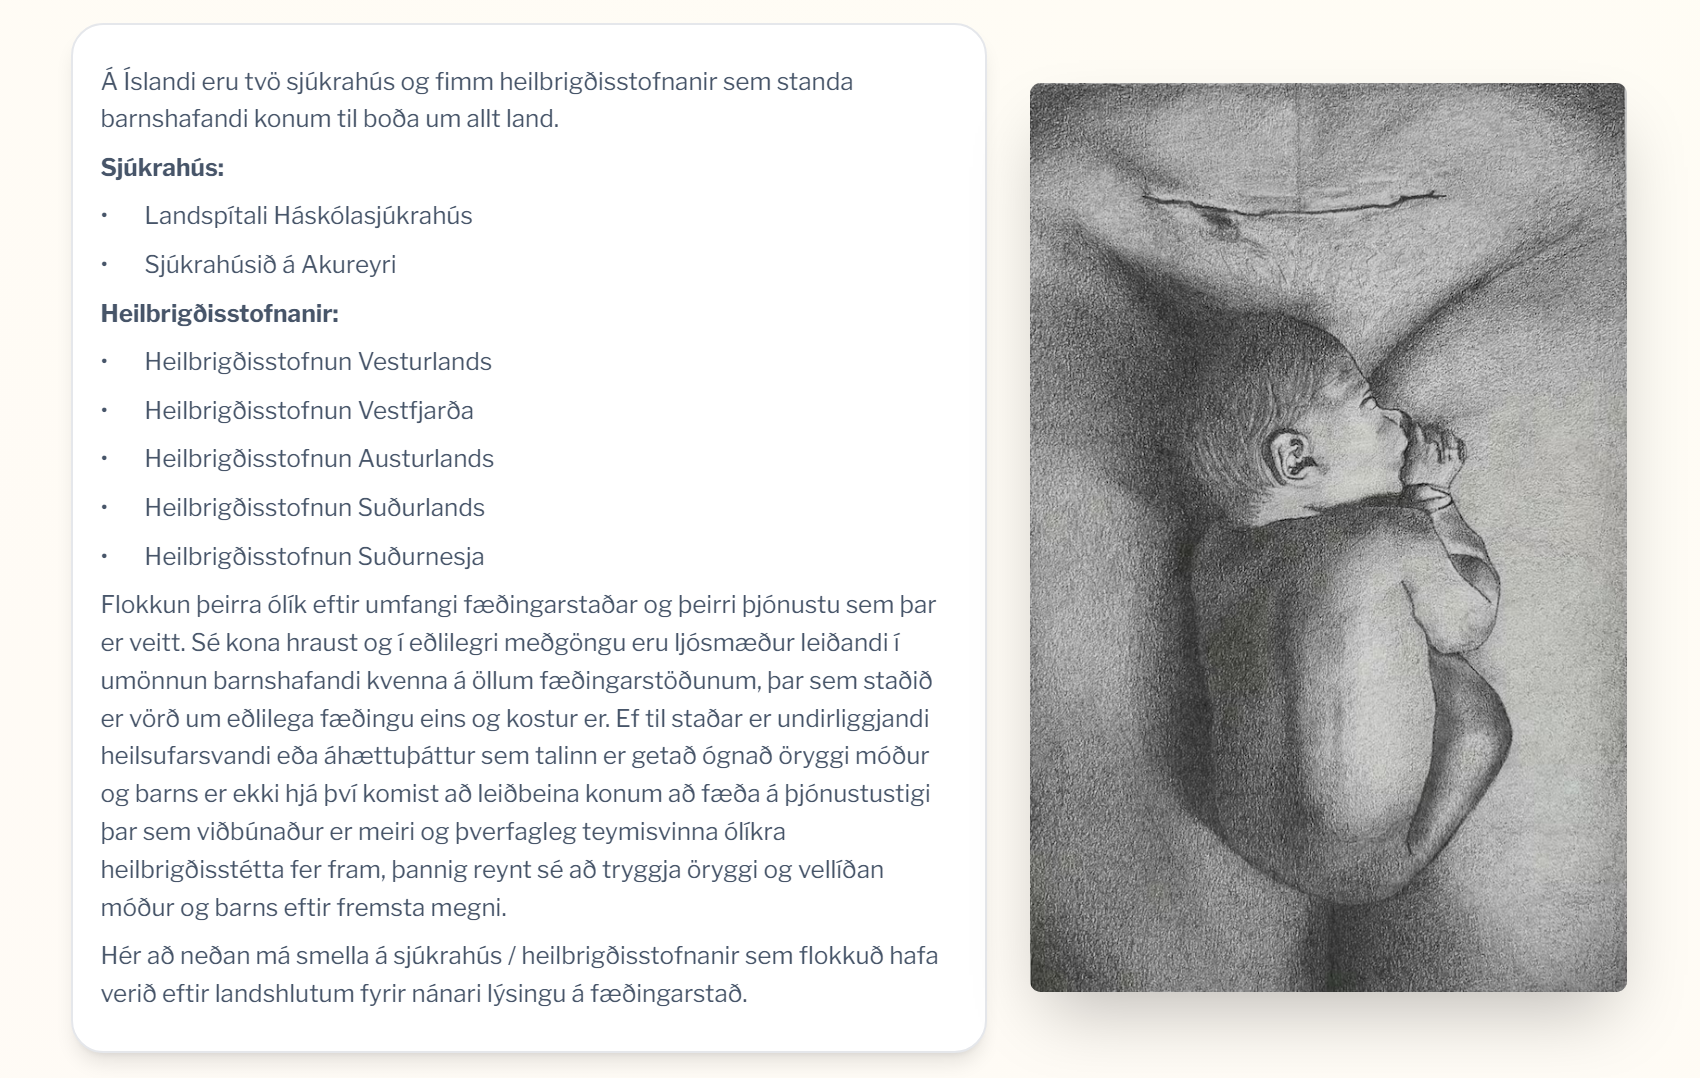 Á Íslandi eru tvö sjúkrahús og fimm heilbrigðisstofnanir sem standa
barnshafandi konum til boða um allt land.
Sjúkrahús:
• Landspítali Háskólasjúkrahús
• Sjúkrahúsið á Akureyri
Heilbrigðisstofnanir:
• Heilbrigðisstofnun Vesturlands
• Heilbrigðisstofnun Vestfjarða
• Heilbrigðisstofnun Austurlands
• Heilbrigðisstofnun Suðurlands
• Heilbrigðisstofnun Suðurnesja
Flokkun þeirra ólík eftir umfangi fæðingarstaðar og þeirri þjónustu sem þar
er veitt. Sé kona hraust og í eðlilegri meðgöngu eru ljósmæður leiðandi í
umönnun barnshafandi kvenna á öllum fæðingarstöðunum, þar sem staðið
er vörð um eðlilega fæðingu eins og kostur er. Ef til staðar er undirliggjandi
heilsufarsvandi eða áhættuþáttur sem talinn er getað ógnað öryggi móður
og barns er ekki hjá því komist að leiðbeina konum að fæða á þjónustustigi
þar sem viðbúnaður er meiri og þverfagleg teymisvinna ólíkra
heilbrigðisstétta fer fram, þannig reynt sé að tryggja öryggi og vellíðan
móður og barns eftir fremsta megni.
Hér að neðan má smella á sjúkrahús / heilbrigðisstofnanir sem flokkuð hafa
verið eftir landshlutum fyrir nánari lýsingu á fæðingarstað.